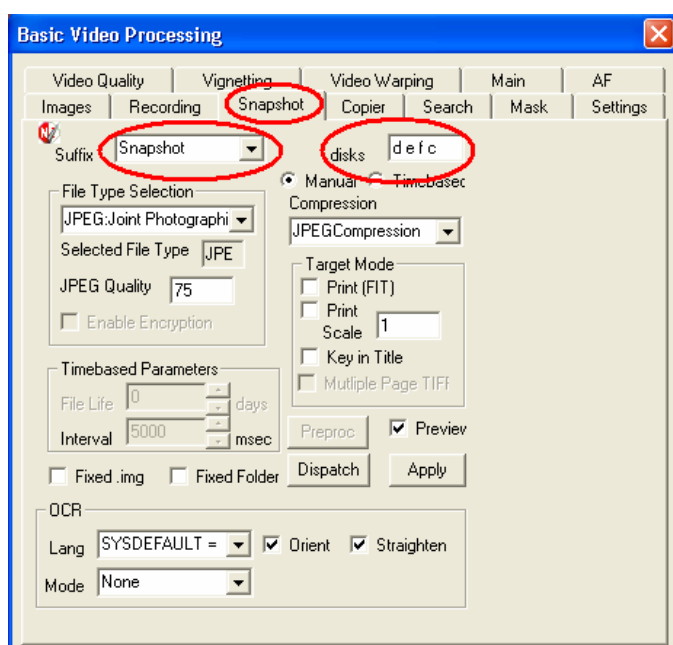 Basic Video Processing
Video Quality Vignetting Video Warping Main AF
Images Recording Snapshot Copier Search Mask Settings
Suffix Snapshot disks d e f c
Manual Timebased
File Type Selection Compression
JPEG:Joint Photographi JPEGCompression
Selected File Type JPE Target Mode
Print (FIT)
JPEG Quality 75 Print
Scale 1
Enable Encryption
Key in Title
Timebased Parameters Mutliple Page TIFF
File Life 0 days
Interval 5000 msec Preproc Preview
Fixed .img Fixed Folder Dispatch Apply
OCR
Lang SYSDEFAULT = Orient Straighten
Mode None